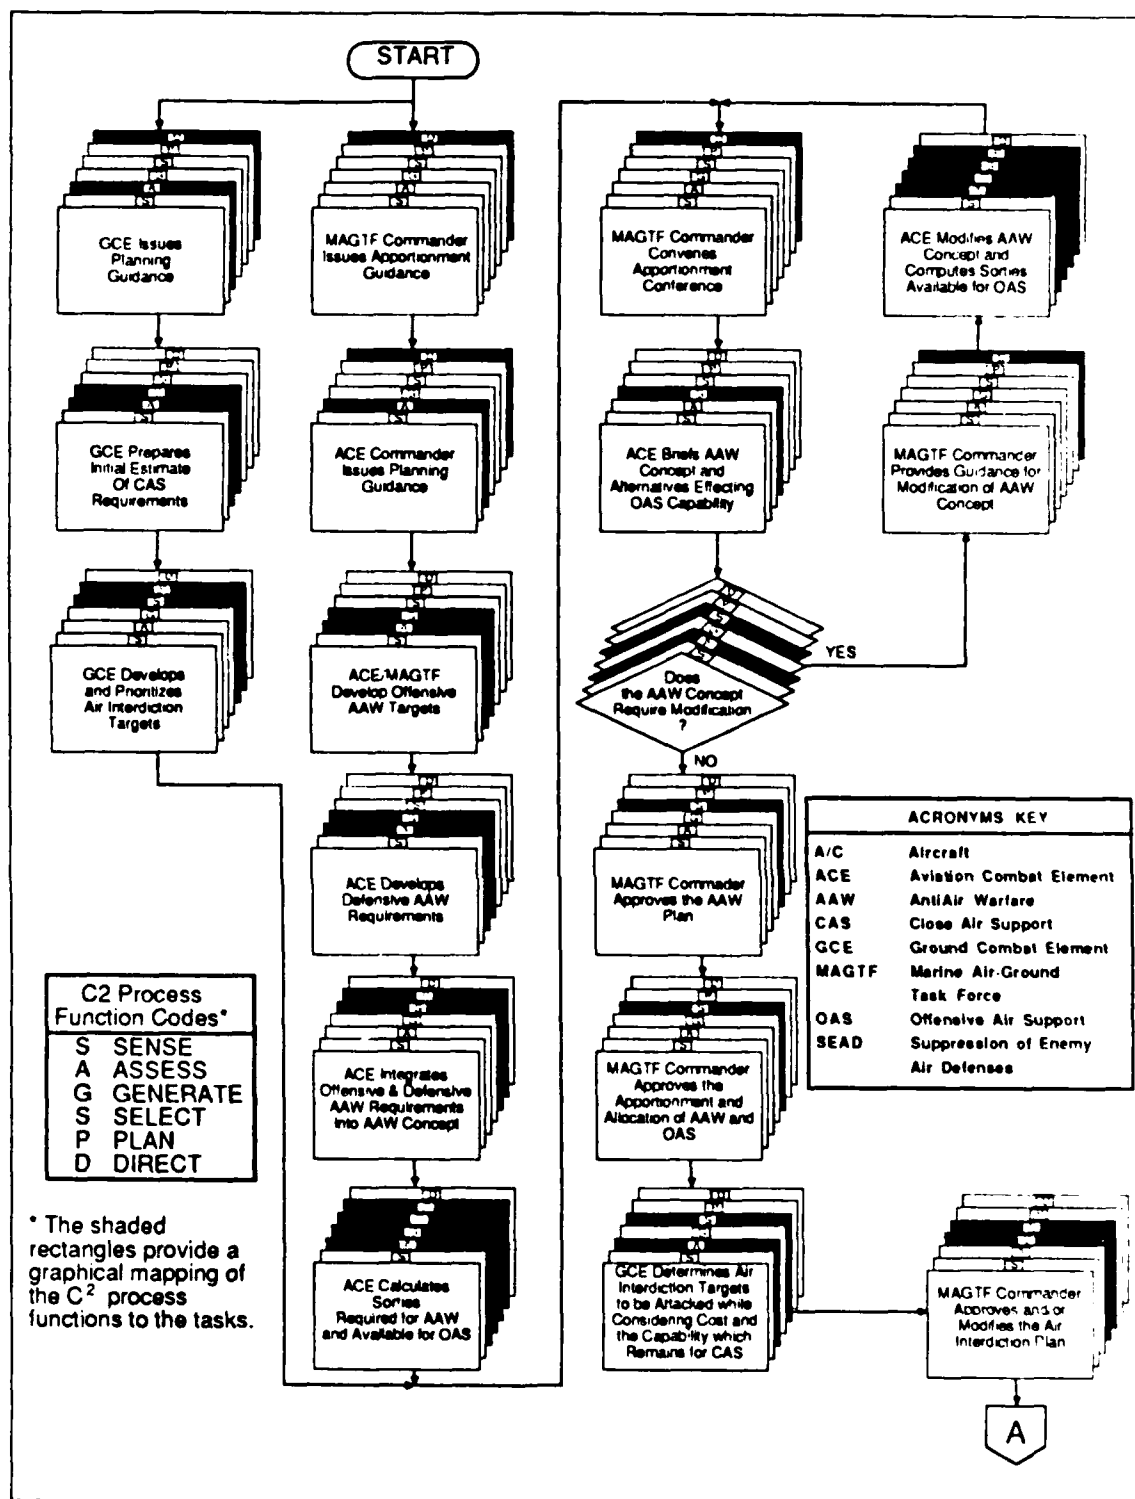 START
GCE Issues
Planning
Guidance
GCE Prepares
Initial Estimate
Of CAS
Requirements
GCE Develops
and Prioritizes
Air Interdiction
Targets
MAGTF Commander
Issues Apportionment
Guidance
ACE Commander
Issues Planning
Guidance
ACE/MAGTF
Develop Offensive
AAW Targets
ACE Develops
Defensive AAW
Requirements
ACE Integrates
Offensive & Defensive
AAW Requirements
Into AAW Concept
ACE Calculates
Sorties
Required for AAW
and Available for OAS
MAGTF Commander
Convenes
Apportionment
Conference
ACE Briefs AAW
Concept and
Alternatives Effecting
OAS Capability
Does
the AAW Concept
Require Modification
?
YES
NO
MAGTF Commander
Provides Guidance for
Modification of AAW
Concept
ACE Modifies AAW
Concept and
Computes Sorties
Available for OAS
MAGTF Commader
Approves the AAW
Plan
MAGTF Commander
Approves the
Apportionment and
Allocation of AAW and
OAS
GCE Determines Air
Interdiction Targets
to be Attacked while
Considering Cost and
the Capability which
Remains for CAS
MAGTF Commander
Approves and/or
Modifies the Air
Interdiction Plan
A
ACRONYMS KEY
A/C Aircraft
ACE Aviation Combat Element
AAW AntiAir Warfare
CAS Close Air Support
GCE Ground Combat Element
MAGTF Marine Air-Ground
Task Force
OAS Offensive Air Support
SEAD Suppression of Enemy
Air Defenses
C2 Process
Function Codes*
S SENSE
A ASSESS
G GENERATE
S SELECT
P PLAN
D DIRECT
* The shaded
rectangles provide a
graphical mapping of
the C² process
functions to the tasks.